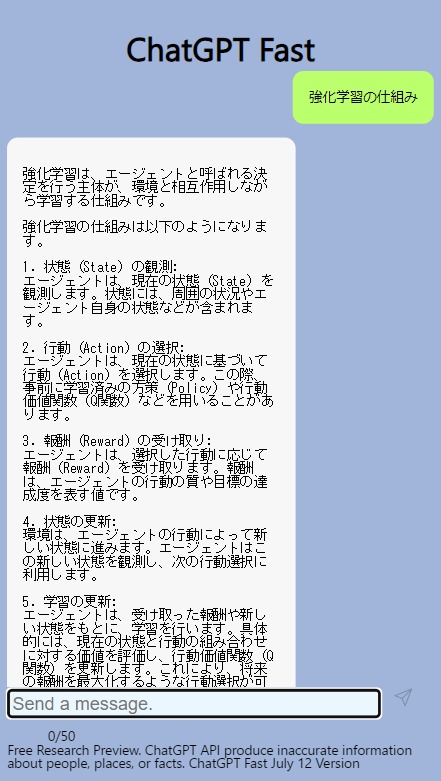 ChatGPT Fast
強化学習の仕組み
強化学習は、エージェントと呼ばれる決
定を行う主体が、環境と相互作用しなが
ら学習する仕組みです。
強化学習の仕組みは以下のようになりま
す。
1. 状態（State）の観測:
エージェントは、現在の状態（State）を
観測します。状態には、周囲の状況やエ
ージェント自身の状態などが含まれま
す。
2. 行動（Action）の選択:
エージェントは、現在の状態に基づいて
行動（Action）を選択します。この際、
事前に学習済みの方策（Policy）や行動
価値関数（Q関数）などを用いることがあ
ります。
3. 報酬（Reward）の受け取り:
エージェントは、選択した行動に応じて
報酬（Reward）を受け取ります。報酬
は、エージェントの行動の質や目標の達
成度を表す値です。
4. 状態の更新:
環境は、エージェントの行動によって新
しい状態に進みます。エージェントはこ
の新しい状態を観測し、次の行動選択に
利用します。
5. 学習の更新:
エージェントは、受け取った報酬や新し
い状態をもとに、学習を行います。具体
的には、現在の状態と行動の組み合わせ
に対する価値を評価し、行動価値関数（Q
関数）を更新します。これにより、将来
の報酬を最大化するような行動選択が可
Send a message.
0/50
Free Research Preview. ChatGPT API produce inaccurate information
about people, places, or facts. ChatGPT Fast July 12 Version